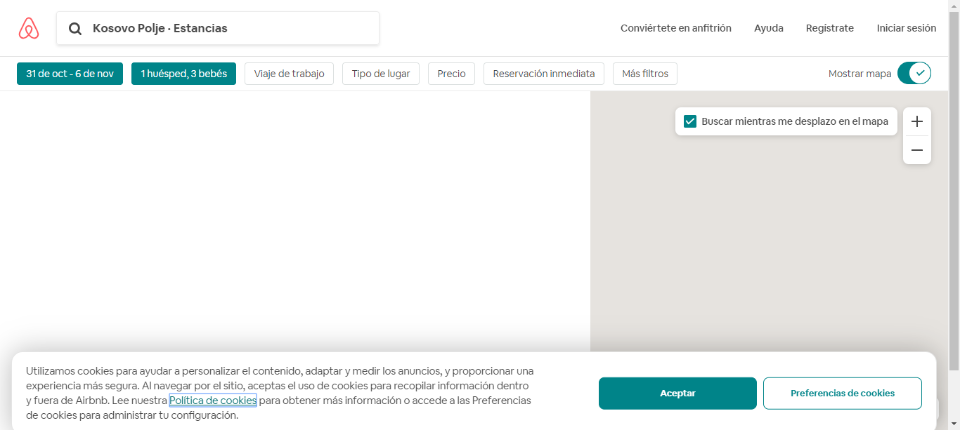 Kosovo Polje · Estancias
Conviértete en anfitrión
Ayuda
Regístrate
Iniciar sesión
31 de oct - 6 de nov
1 huésped, 3 bebés
Viaje de trabajo
Tipo de lugar
Precio
Reservación inmediata
Más filtros
Mostrar mapa
Buscar mientras me desplazo en el mapa
Utilizamos cookies para ayudar a personalizar el contenido, adaptar y medir los anuncios, y proporcionar una
experiencia más segura. Al navegar por el sitio, aceptas el uso de cookies para recopilar información dentro
y fuera de Airbnb. Lee nuestra Política de cookies para obtener más información o accede a las Preferencias
de cookies para administrar tu configuración.
Aceptar
Preferencias de cookies